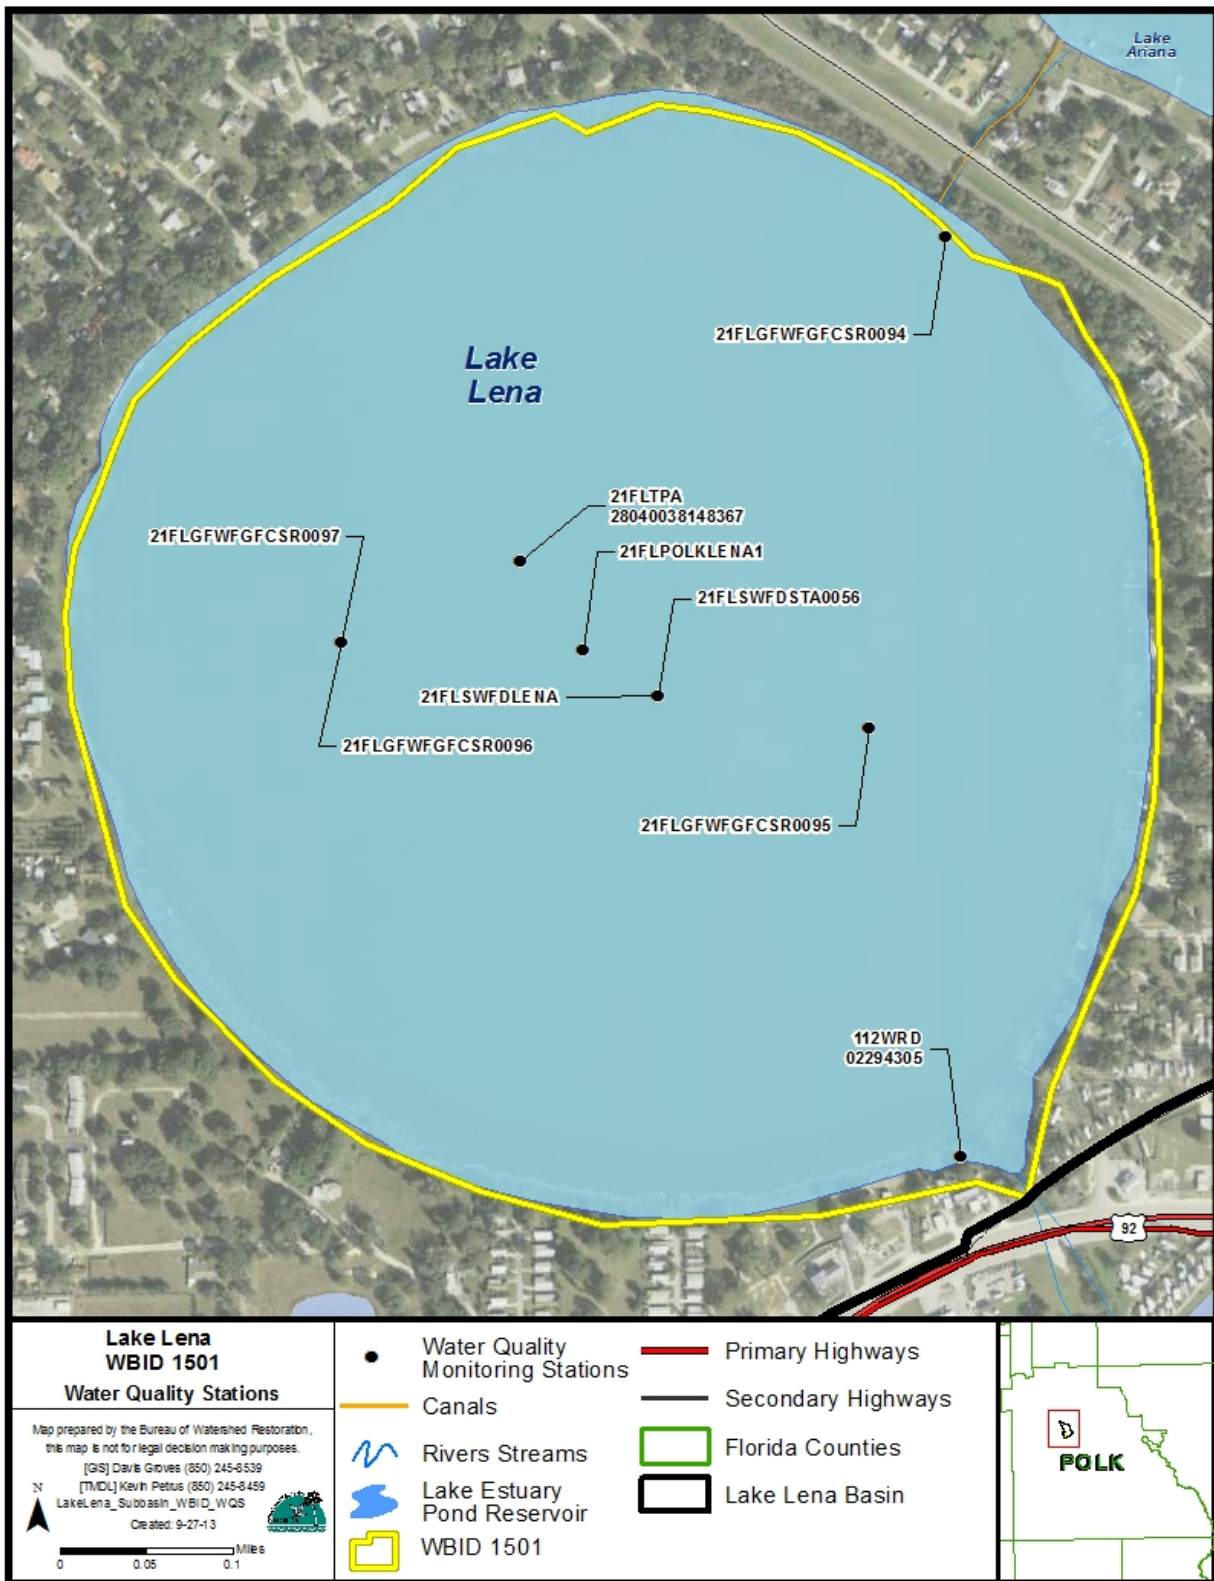 Lake
Ariana
21FLGFWFGFCSR0094
Lake
Lena
21FLTPA
28040038148367
21FLGFWFGFCSR0097
21FLPOLKLENA1
21FLSWFDSTA0056
21FLSWFDLENA
21FLGFWFGFCSR0096
21FLGFWFGFCSR0095
112WRD
02294305
92
Lake Lena
WBID 1501
Water Quality Stations
Map prepared by the Bureau of Watershed Restoration,
this map is not for legal decision making purposes.
[GIS] Davis Groves (850) 245-8539
[TMDL] Kevin Petrus (850) 245-8459
LakeLena_Subbasin_WBID_WQS
Created: 9-27-13
N
Miles
0 0.05 0.1
Water Quality
Monitoring Stations
Canals
Rivers Streams
Lake Estuary
Pond Reservoir
WBID 1501
Primary Highways
Secondary Highways
Florida Counties
Lake Lena Basin
POLK